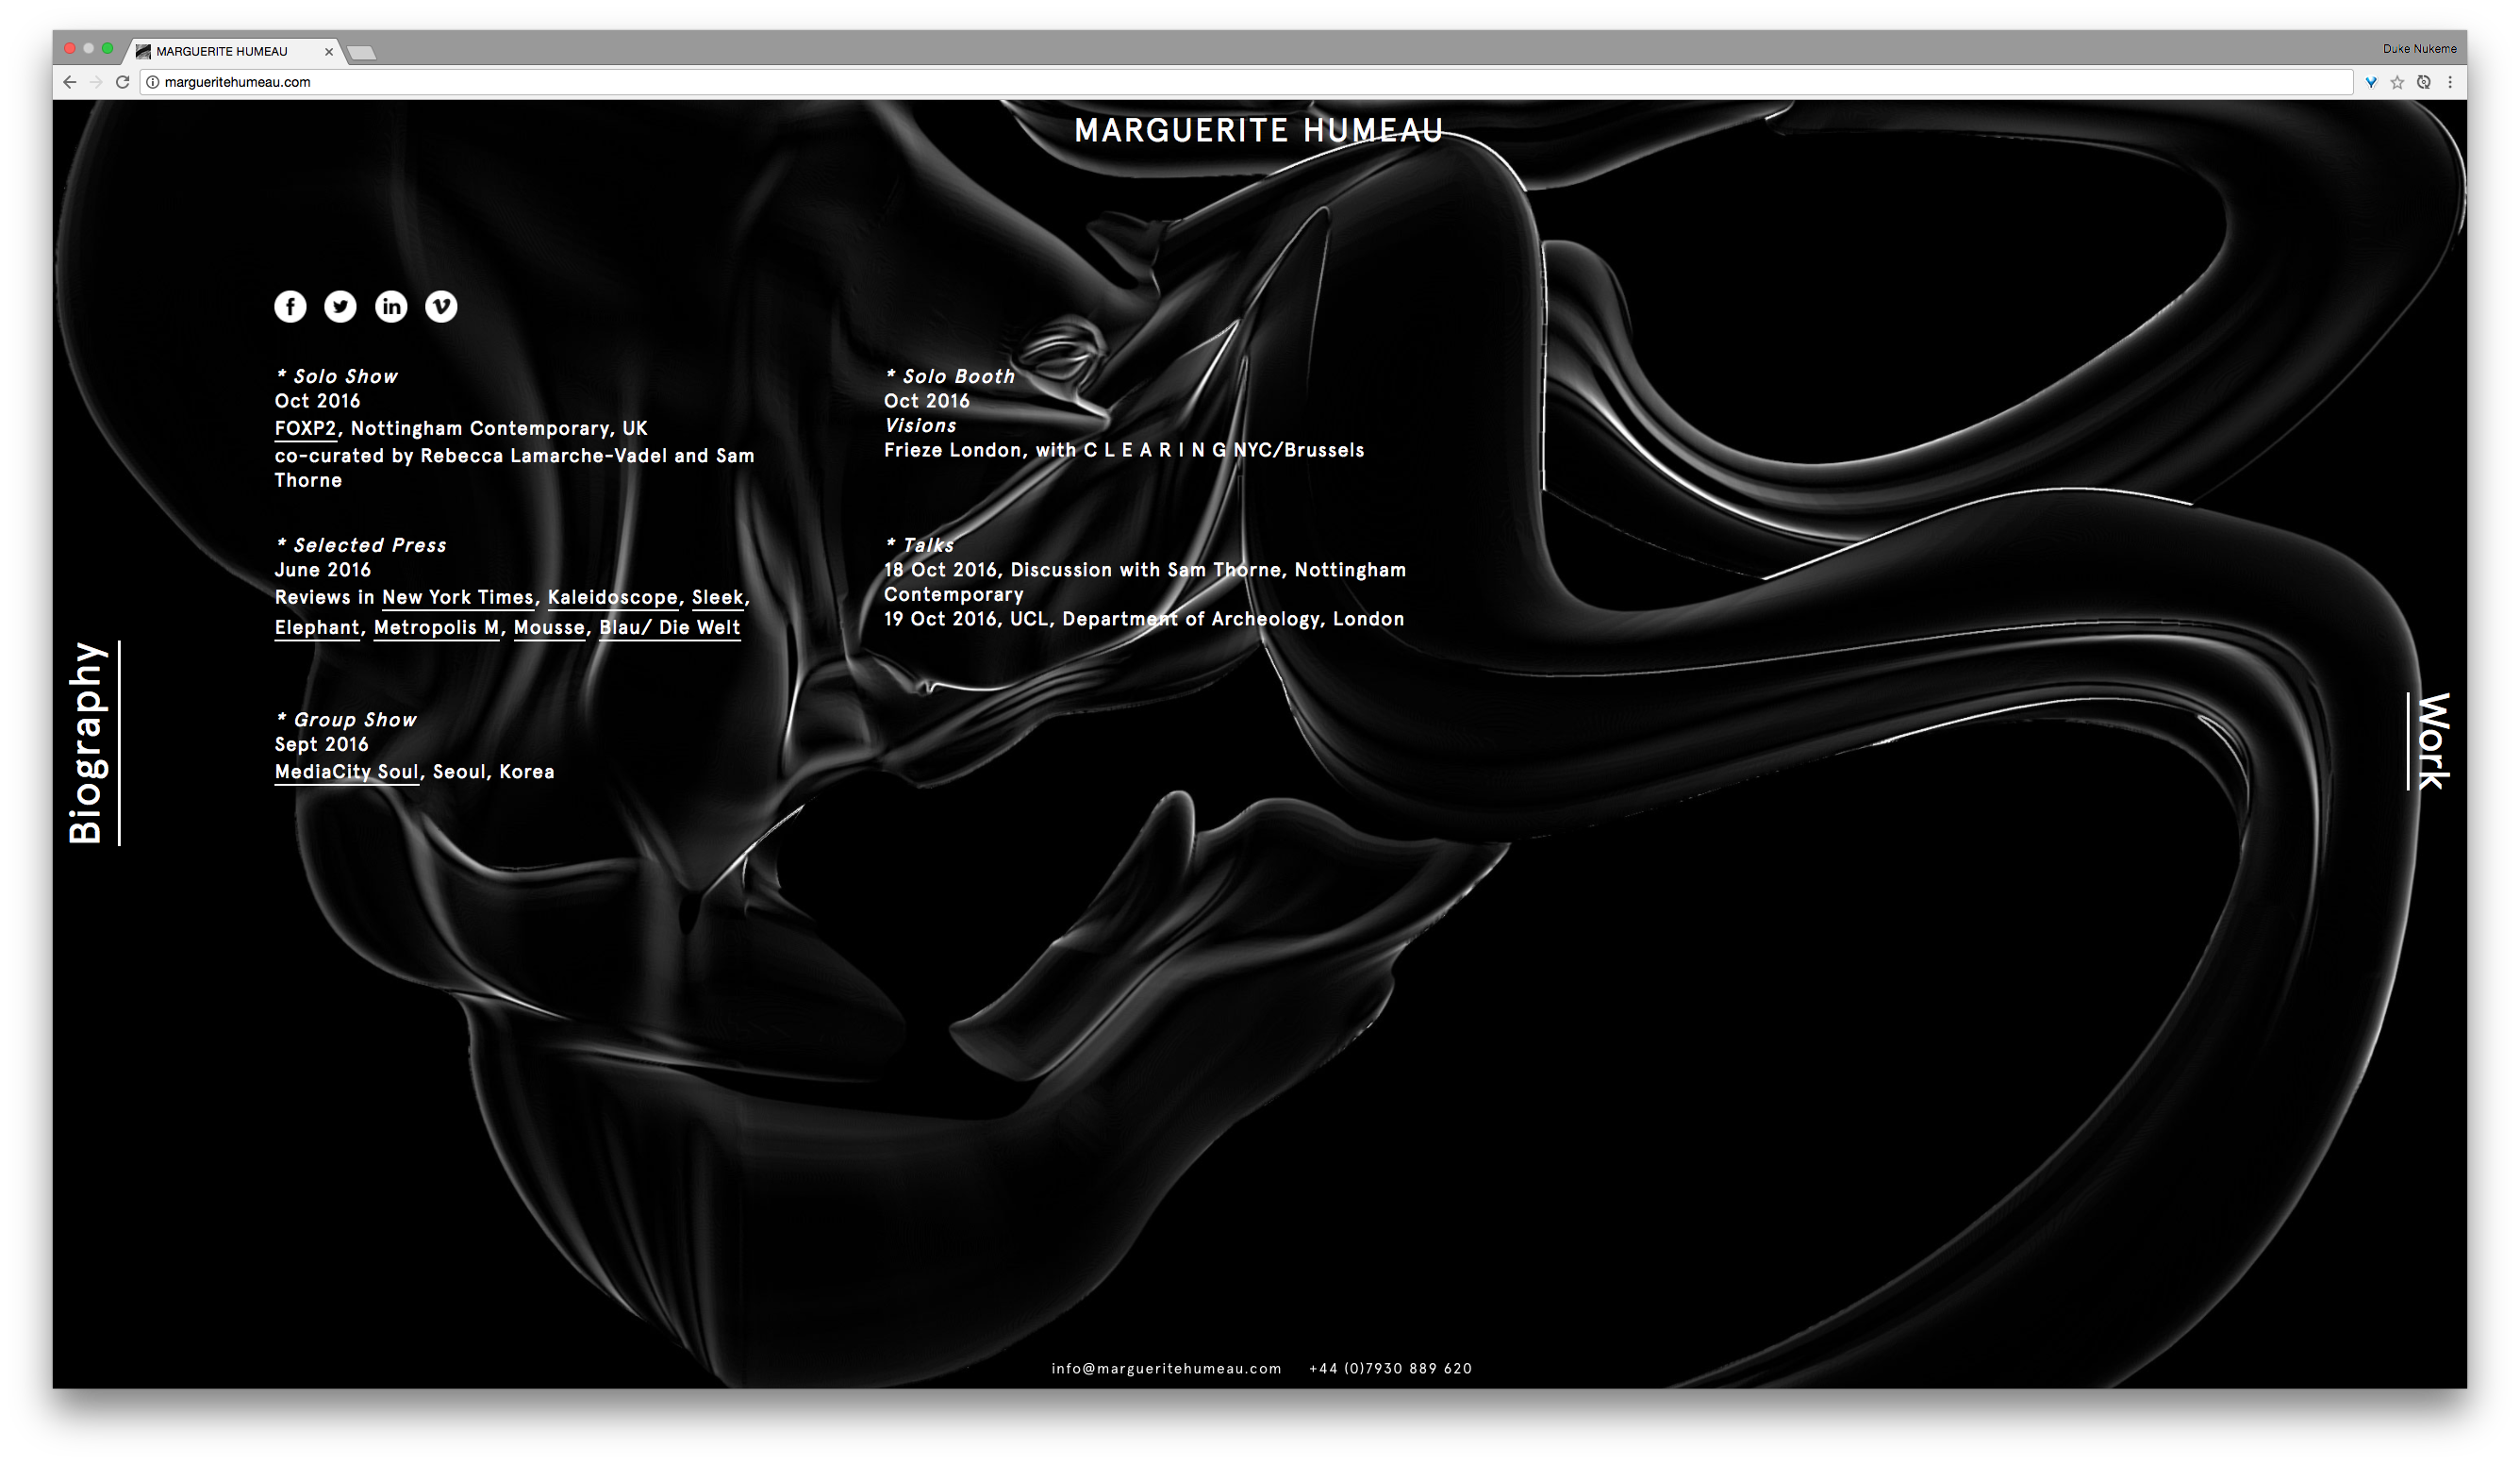 MARGUERITE HUMEAU
Duke Nukeme
margueritehumeau.com
MARGUERITE HUMEAU
* Solo Show
Oct 2016
FOXP2, Nottingham Contemporary, UK
co-curated by Rebecca Lamarche-Vadel and Sam
Thorne
* Selected Press
June 2016
Reviews in New York Times, Kaleidoscope, Sleek,
Elephant, Metropolis M, Mousse, Blau/ Die Welt
* Group Show
Sept 2016
MediaCity Soul, Seoul, Korea
* Solo Booth
Oct 2016
Visions
Frieze London, with C L E A R I N G NYC/Brussels
* Talks
18 Oct 2016, Discussion with Sam Thorne, Nottingham
Contemporary
19 Oct 2016, UCL, Department of Archeology, London
Biography
Work
info@margueritehumeau.com +44 (0)7930 889 620